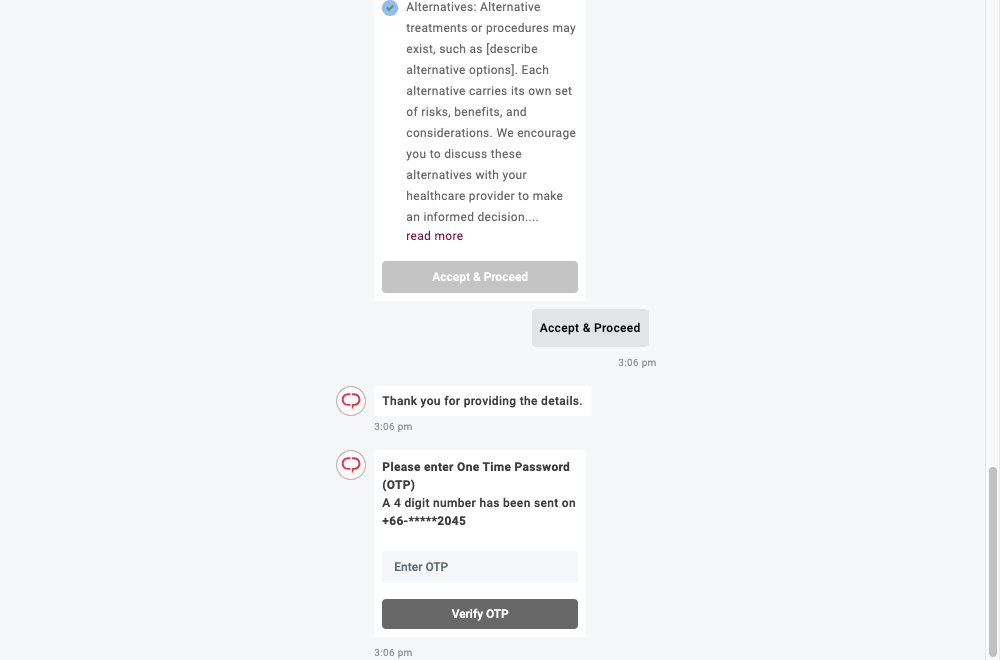 Alternatives: Alternative
treatments or procedures may
exist, such as [describe
alternative options]. Each
alternative carries its own set
of risks, benefits, and
considerations. We encourage
you to discuss these
alternatives with your
healthcare provider to make
an informed decision....
read more
Accept & Proceed
Accept & Proceed
3:06 pm
Thank you for providing the details.
3:06 pm
Please enter One Time Password
(OTP)
A 4 digit number has been sent on
+66-*****2045
Enter OTP
Verify OTP
3:06 pm